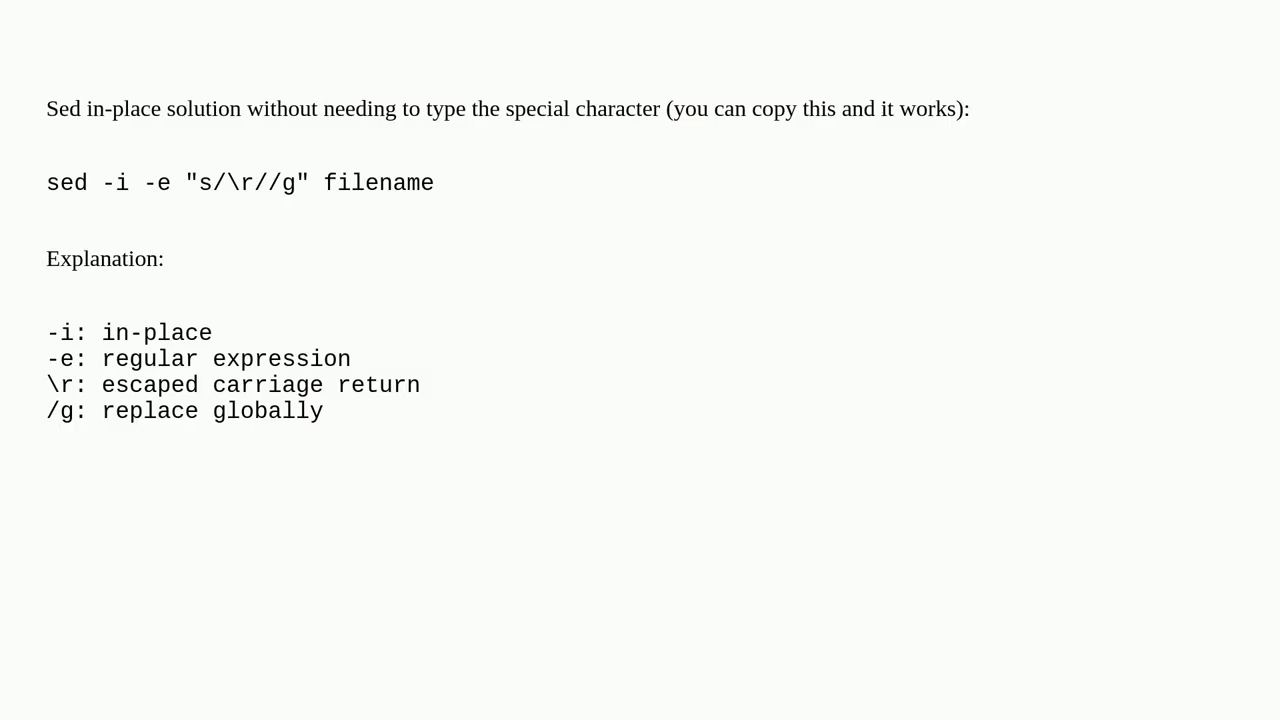 Sed in-place solution without needing to type the special character (you can copy this and it works):
sed -i -e "s/\r//g" filename
Explanation:
-i: in-place
-e: regular expression
\r: escaped carriage return
/g: replace globally